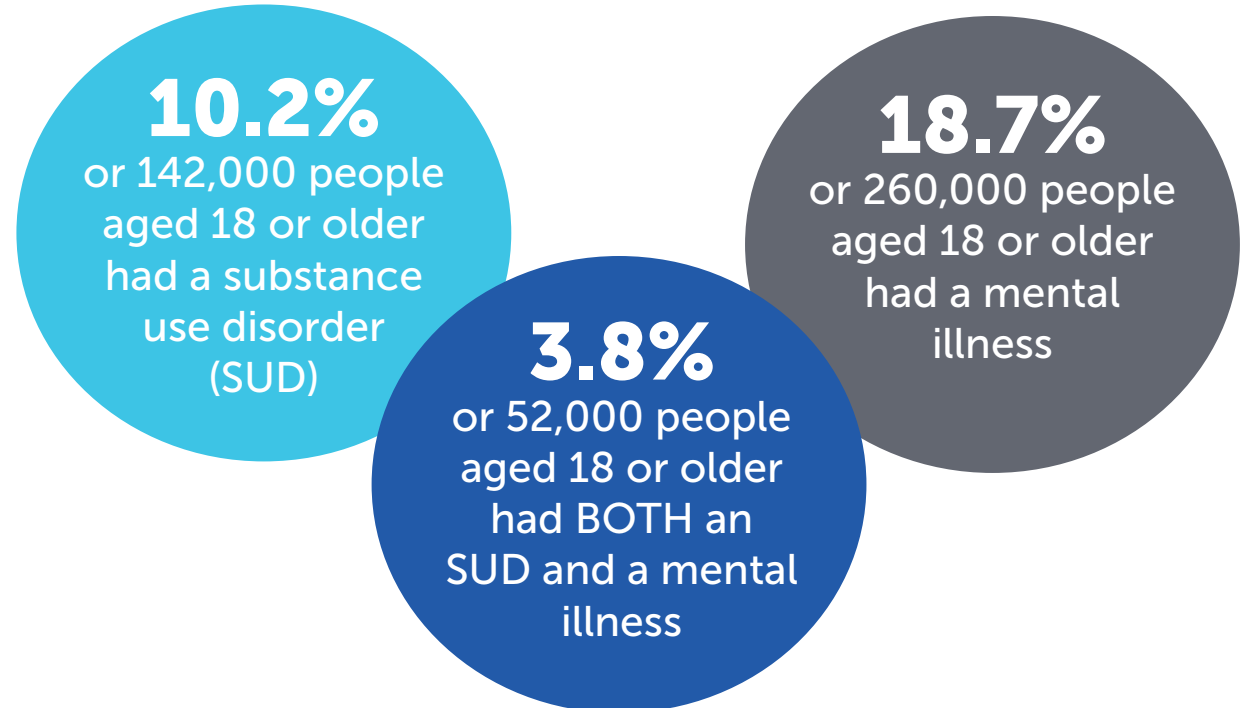 10.2%
or 142,000 people
aged 18 or older
had a substance
use disorder
(SUD)
3.8%
or 52,000 people
aged 18 or older
had BOTH an
SUD and a mental
illness
18.7%
or 260,000 people
aged 18 or older
had a mental
illness